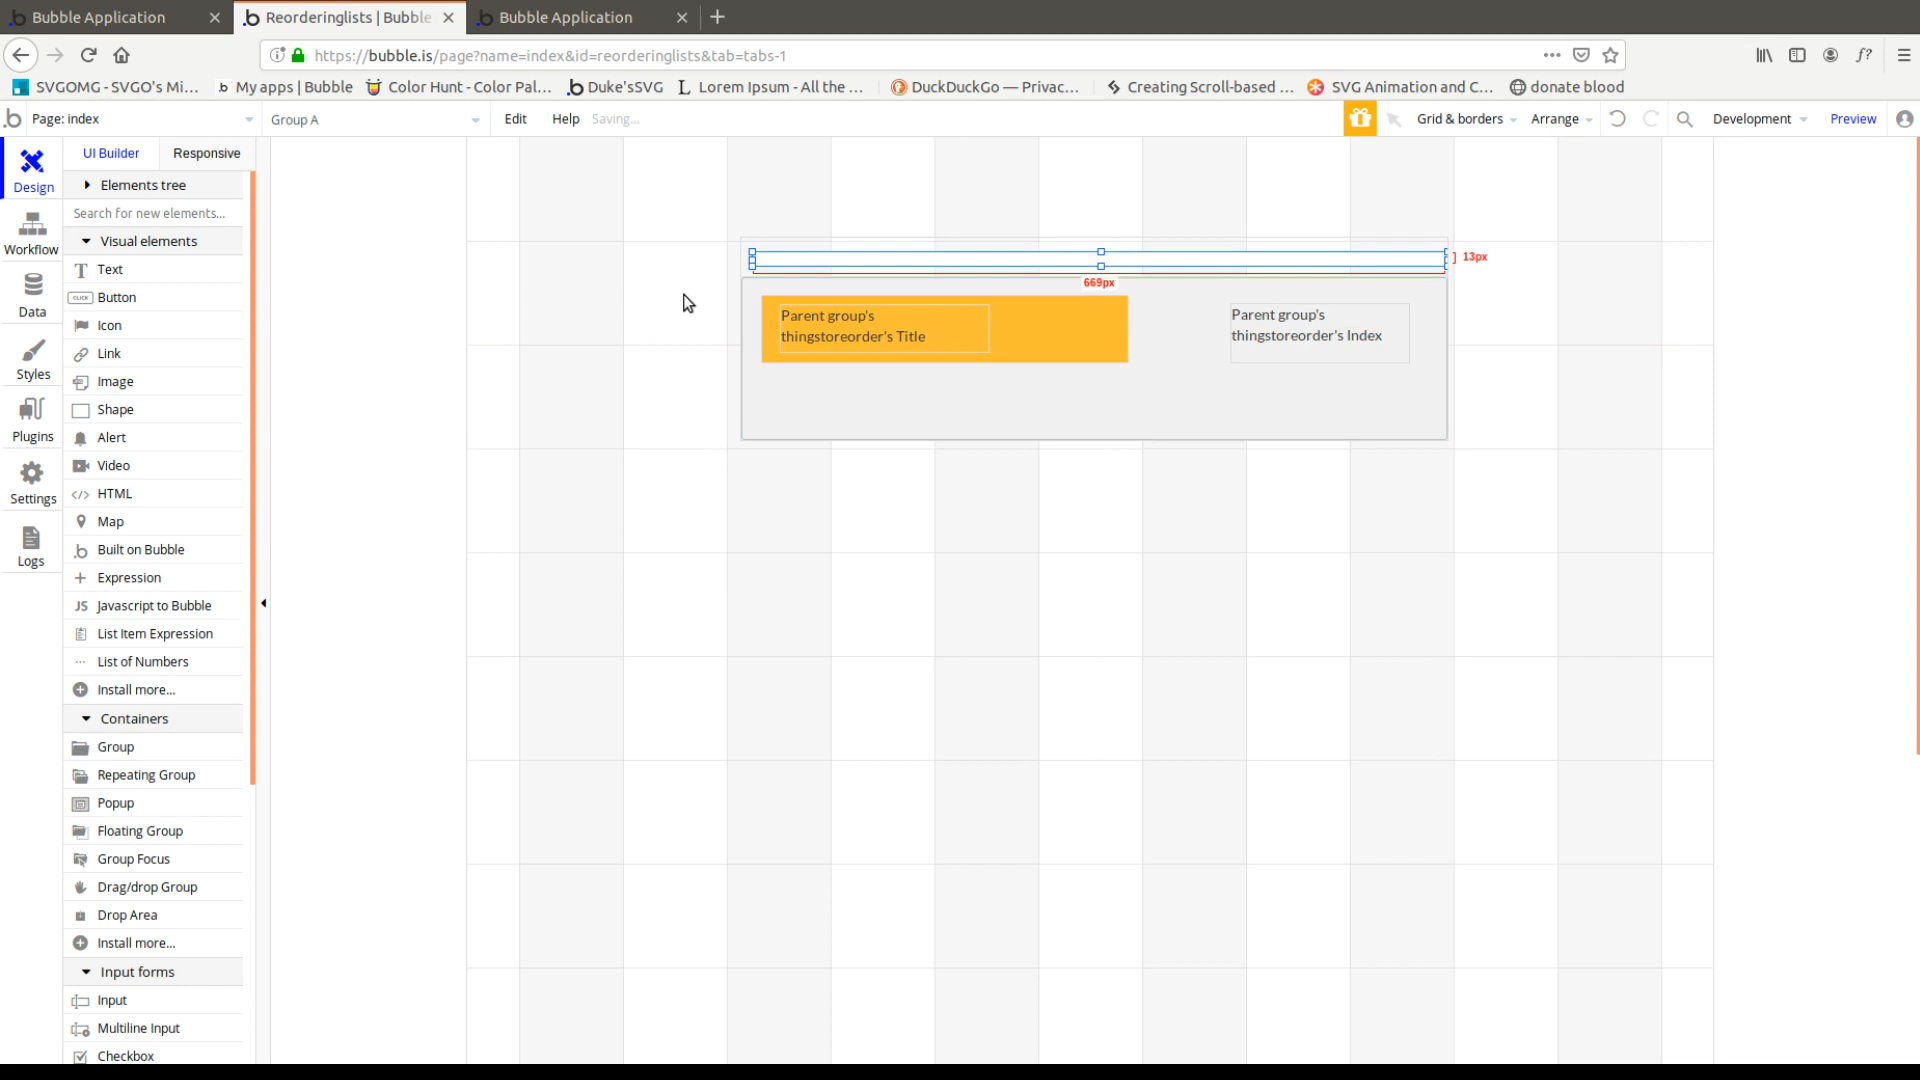 Bubble Application
Reorderinglists | Bubble
Bubble Application
https://bubble.is/page?name=index&id=reorderinglists&tab=tabs-1
SVGOMG - SVGO's Mi...
My apps | Bubble
Color Hunt - Color Pal...
Duke'sSVG
Lorem Ipsum - All the ...
DuckDuckGo — Privac...
Creating Scroll-based ...
SVG Animation and C...
donate blood
Page: index
Group A
Edit
Help
Saving...
Grid & borders
Arrange
Development
Preview
Design
Workflow
Data
Styles
Plugins
Settings
Logs
UI Builder
Responsive
Elements tree
Search for new elements...
Visual elements
Text
CLICK Button
Icon
Link
Image
Shape
Alert
Video
HTML
Map
Built on Bubble
Expression
JS Javascript to Bubble
List Item Expression
List of Numbers
Install more...
Containers
Group
Repeating Group
Popup
Floating Group
Group Focus
Drag/drop Group
Drop Area
Install more...
Input forms
Input
Multiline Input
Checkbox
13px
669px
Parent group's
thingstoreorder's Title
Parent group's
thingstoreorder's Index